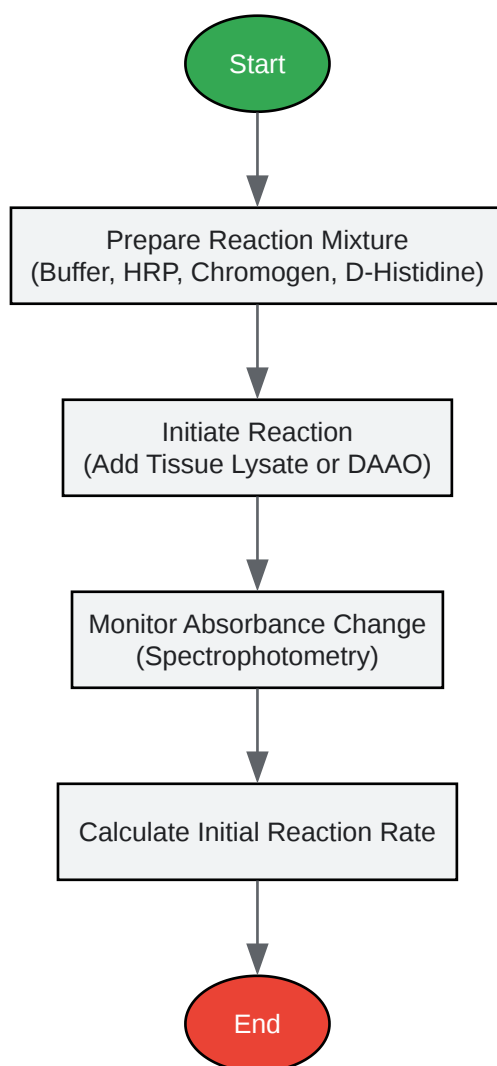 Start
Prepare Reaction Mixture
(Buffer, HRP, Chromogen, D-Histidine)
Initiate Reaction
(Add Tissue Lysate or DAAO)
Monitor Absorbance Change
(Spectrophotometry)
Calculate Initial Reaction Rate
End